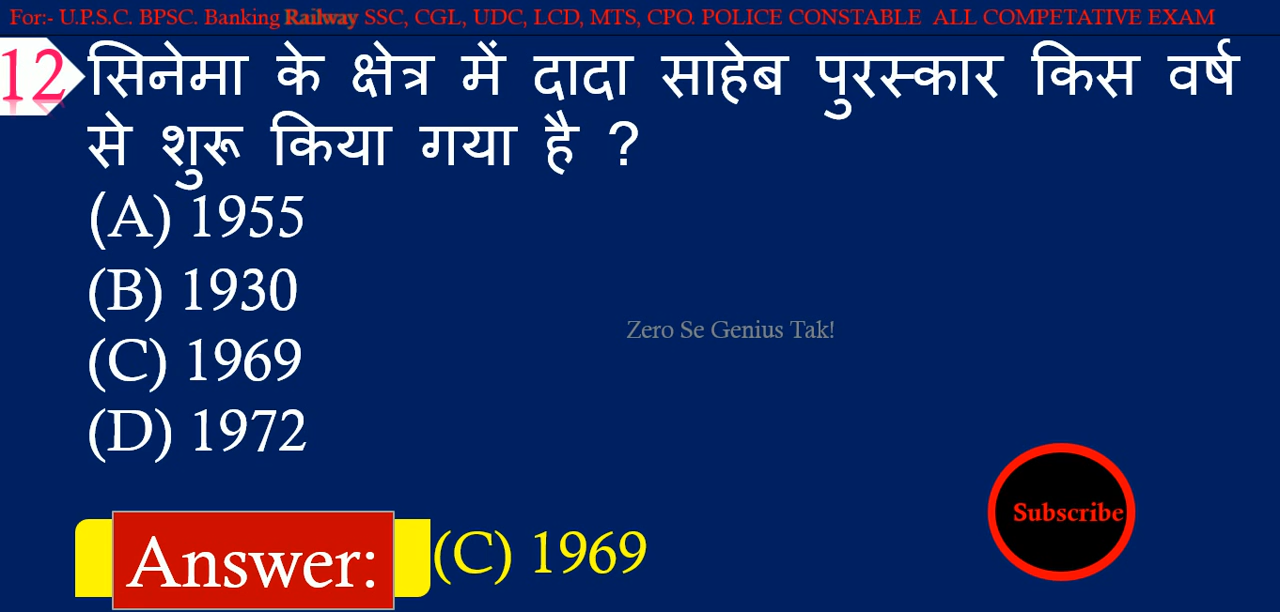 For:- U.P.S.C. BPSC. Banking Railway SSC, CGL, UDC, LCD, MTS, CPO. POLICE CONSTABLE ALL COMPETATIVE EXAM
12 सिनेमा के क्षेत्र में दादा साहेब पुरस्कार किस वर्ष
से शुरू किया गया है ?
(A) 1955
(B) 1930
Zero Se Genius Tak!
(C) 1969
(D) 1972
Subscribe
Answer: (C) 1969